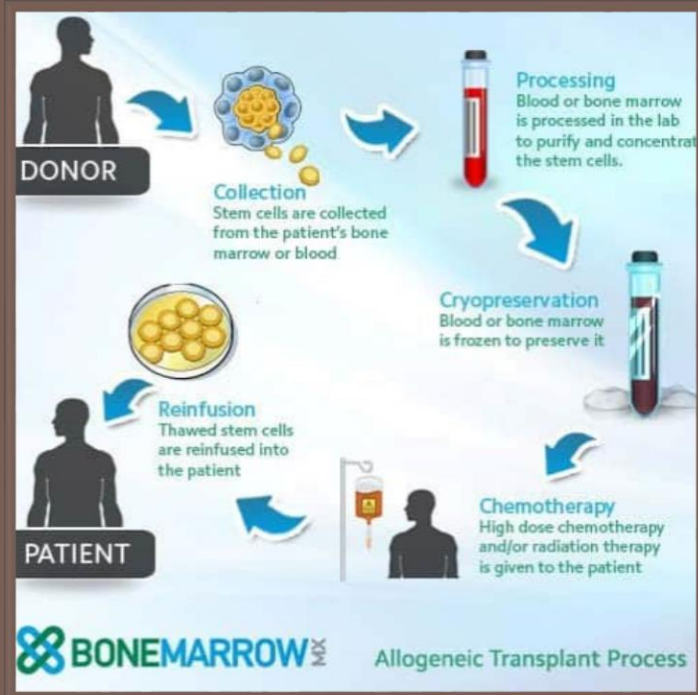 DONOR
Collection
Stem cells are collected
from the patient's bone
marrow or blood
Processing
Blood or bone marrow
is processed in the lab
to purify and concentrat
the stem cells.
Cryopreservation
Blood or bone marrow
is frozen to preserve it
Chemotherapy
High dose chemotherapy
and/or radiation therapy
is given to the patient
Reinfusion
Thawed stem cells
are reinfused into
the patient
PATIENT
BONEMARROW MX
Allogeneic Transplant Process